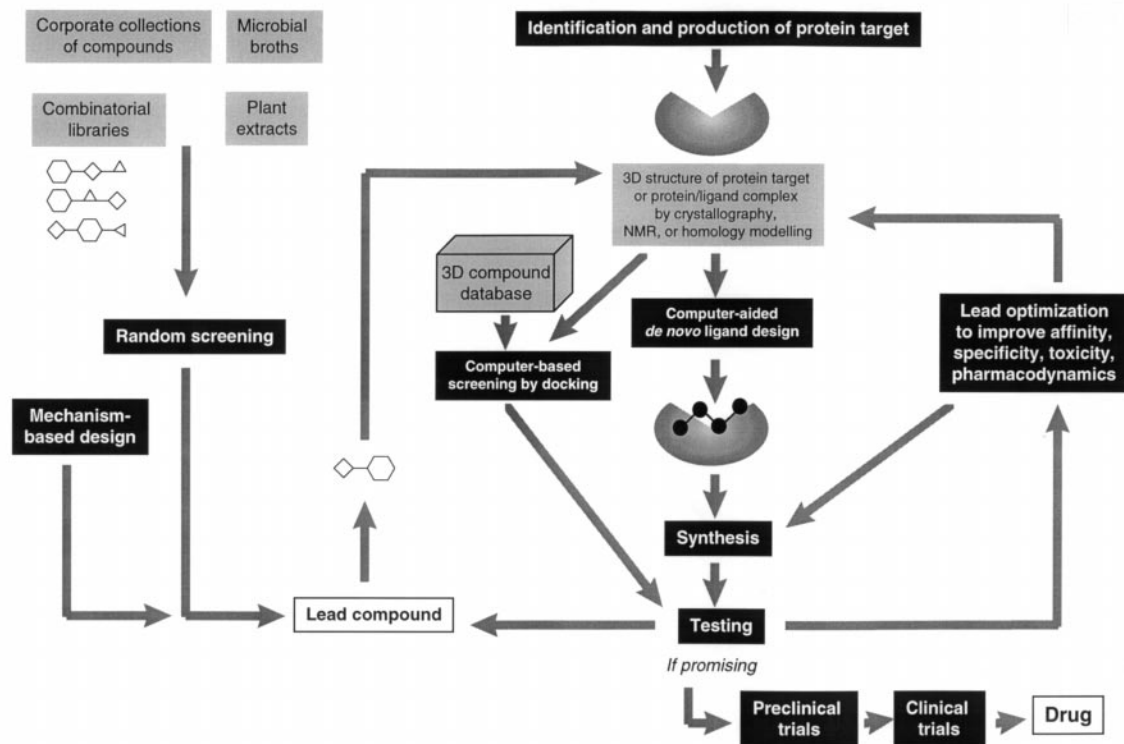 Corporate collections
of compounds
Microbial
broths
Combinatorial
libraries
Plant
extracts
Random screening
Mechanism-
based design
Lead compound
Identification and production of protein target
3D structure of protein target
or protein/ligand complex
by crystallography,
NMR, or homology modelling
3D compound
database
Computer-based
screening by docking
Computer-aided
de novo ligand design
Lead optimization
to improve affinity,
specificity, toxicity,
pharmacodynamics
Synthesis
Testing
If promising
Preclinical
trials
Clinical
trials
Drug